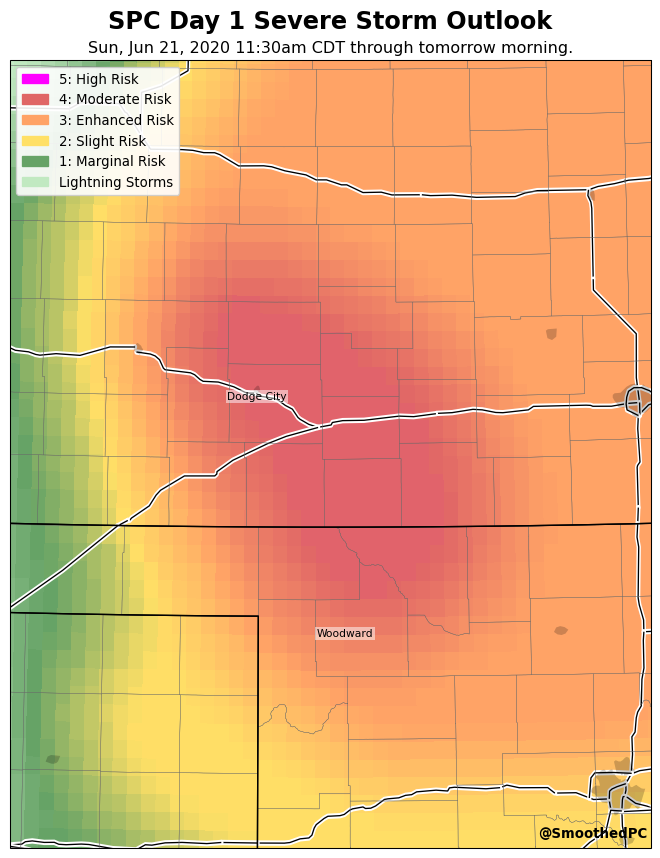 SPC Day 1 Severe Storm Outlook
Sun, Jun 21, 2020 11:30am CDT through tomorrow morning.
5: High Risk
4: Moderate Risk
3: Enhanced Risk
2: Slight Risk
1: Marginal Risk
Lightning Storms
Dodge City
Woodward
@SmoothedPC